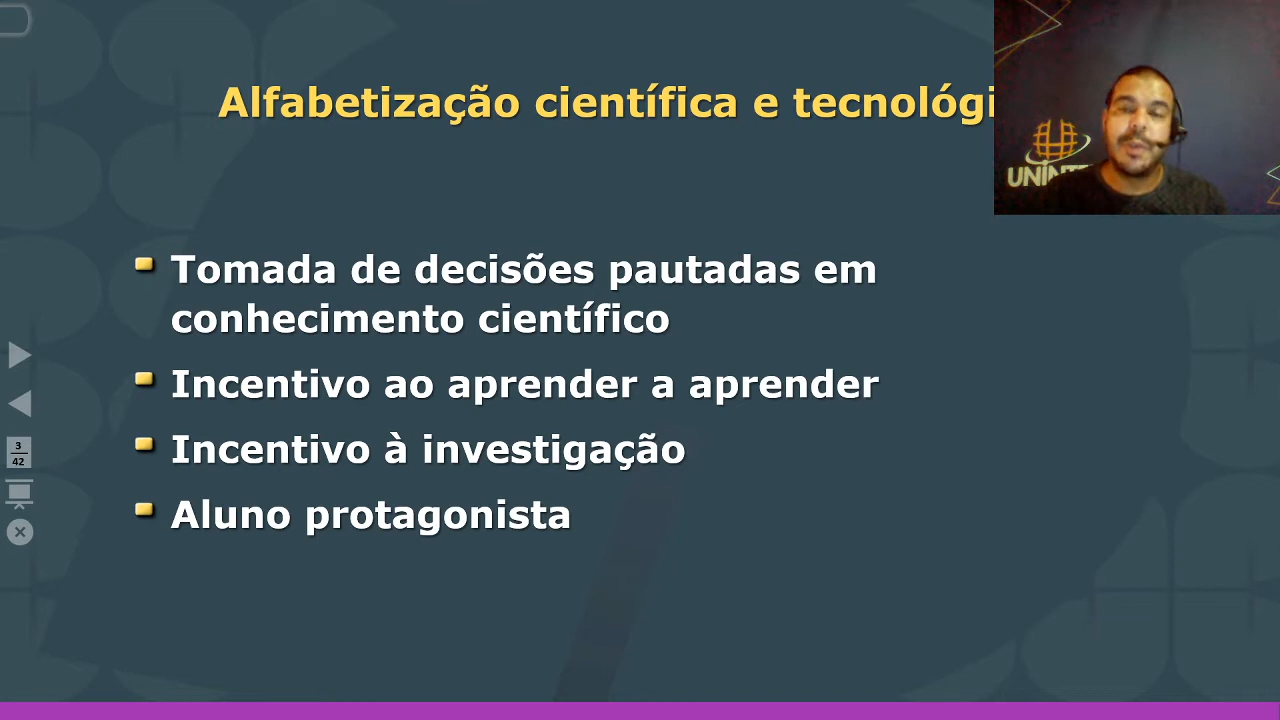 Alfabetização científica e tecnológi
Tomada de decisões pautadas em
conhecimento científico
Incentivo ao aprender a aprender
Incentivo à investigação
Aluno protagonista
3
42